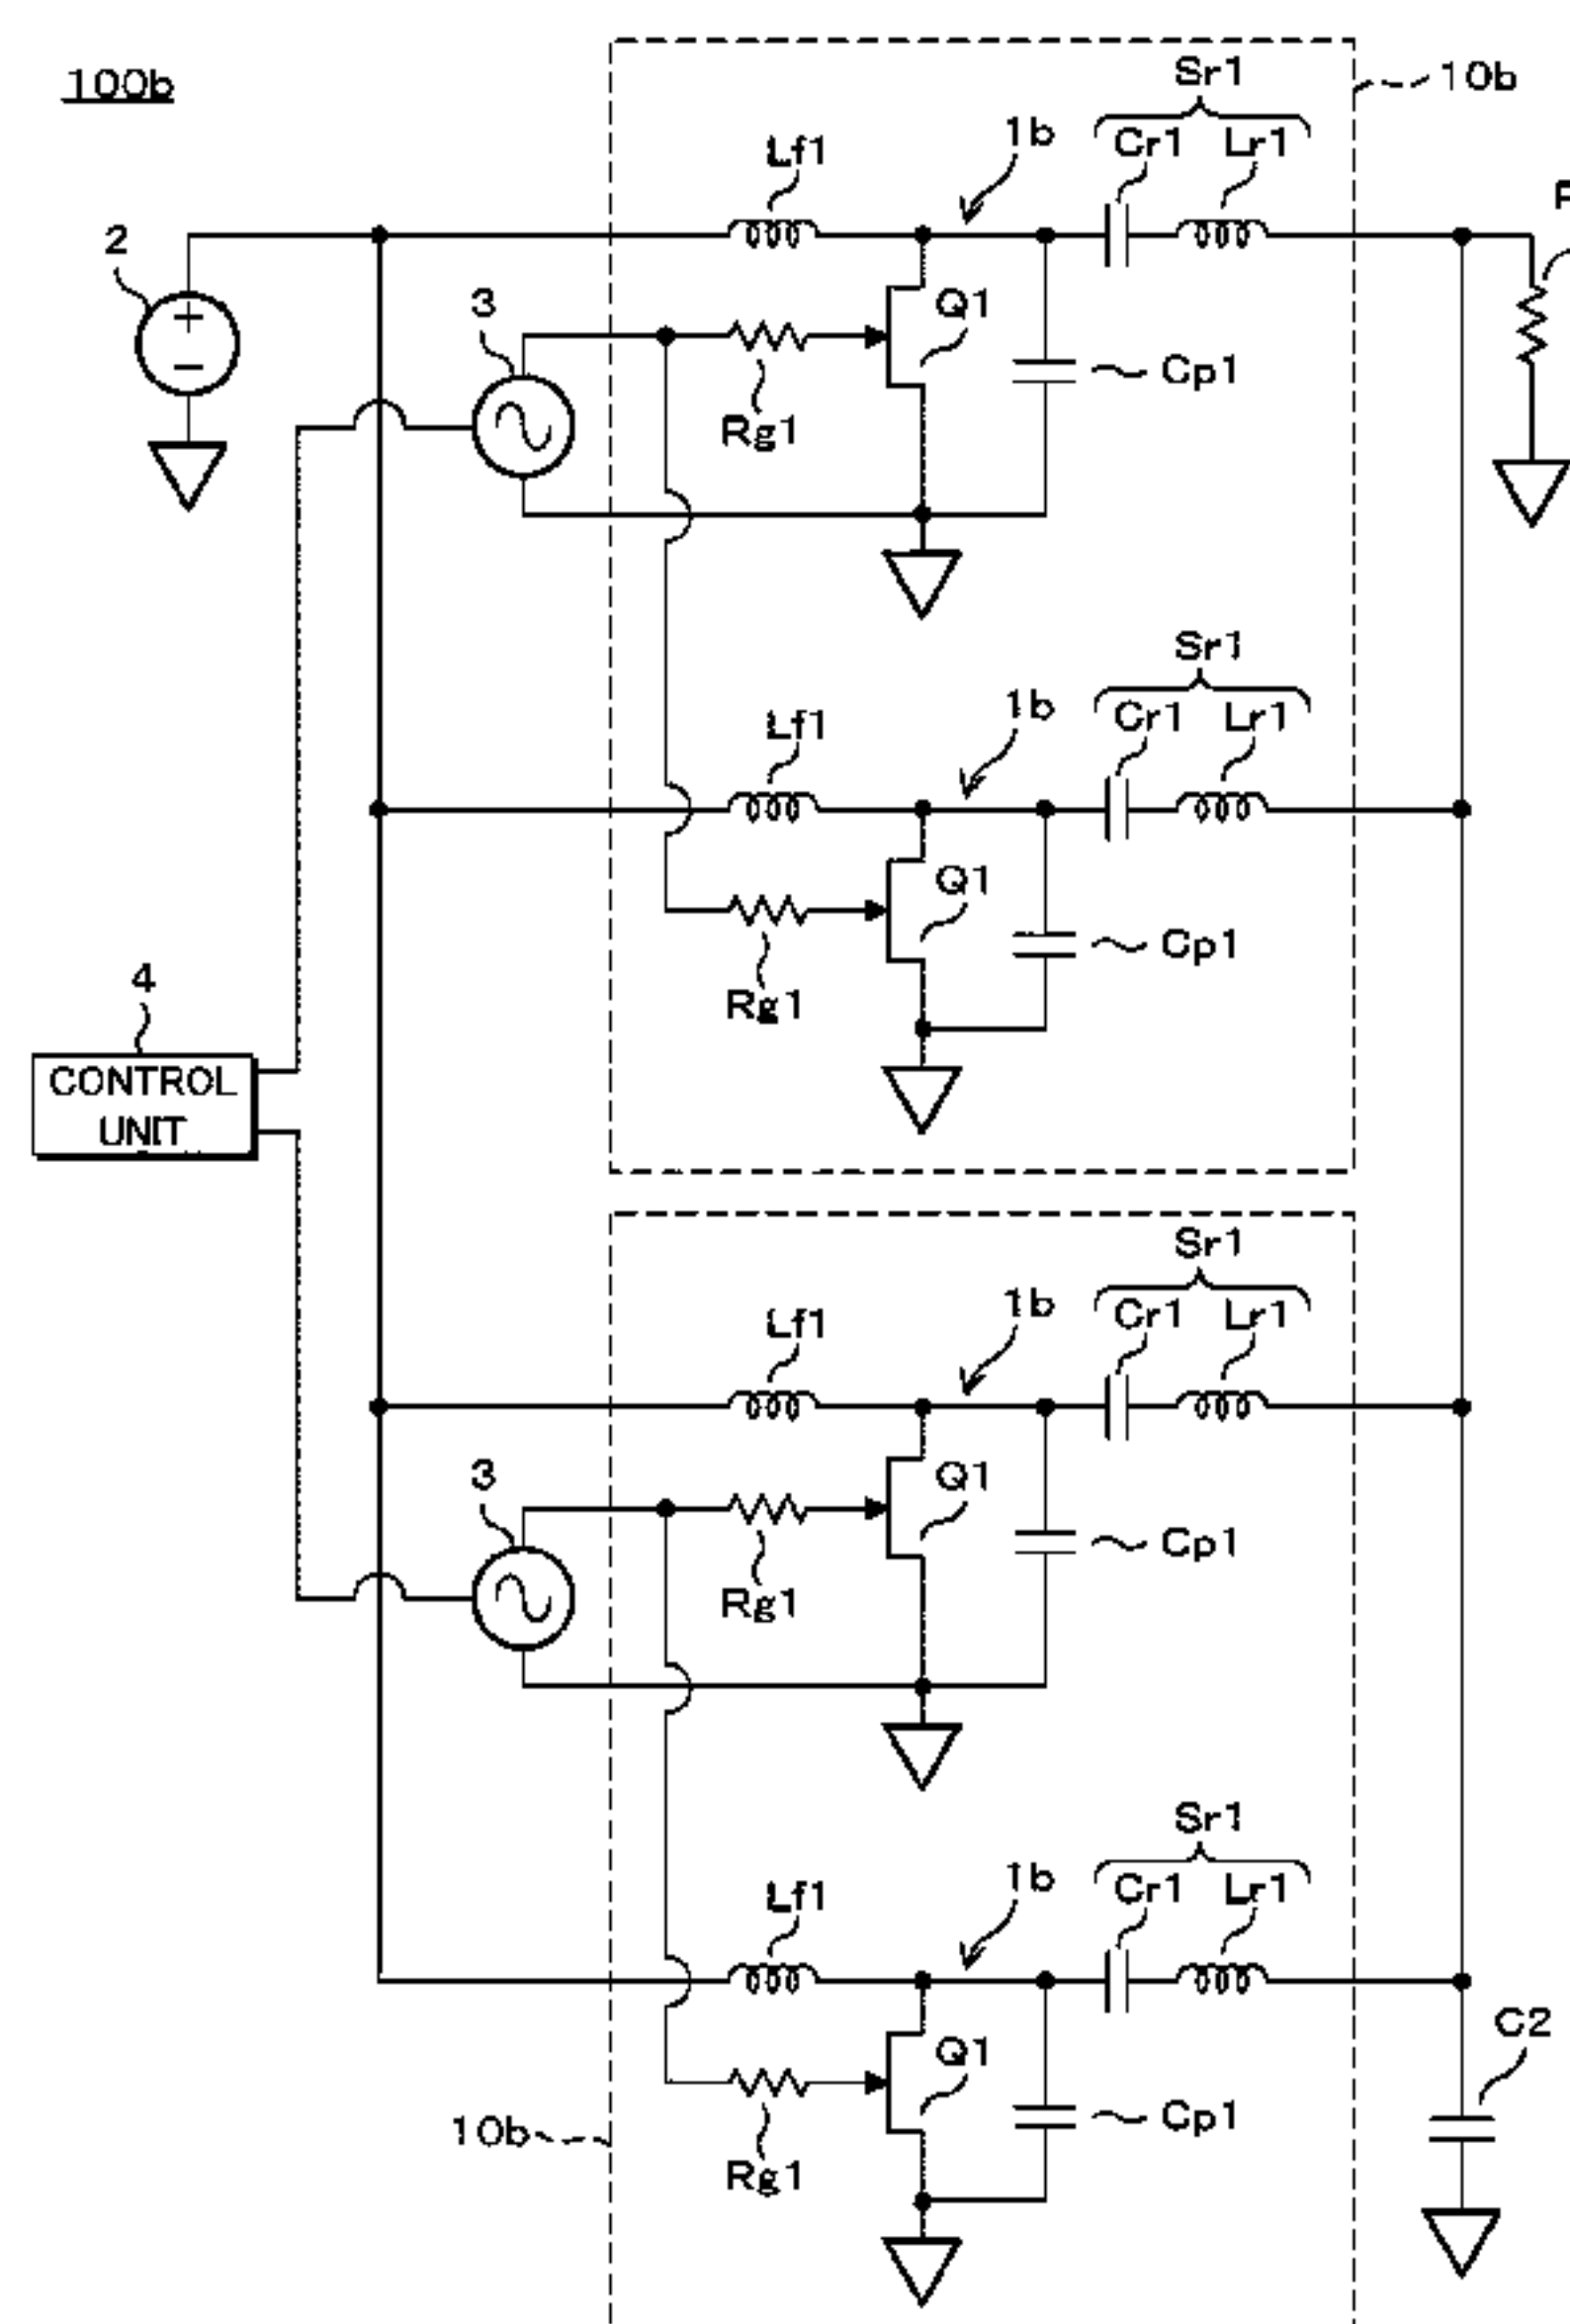 100b
Sr1
10b
1b
Cr1
Lr1
Lf1
2
3
Q1
Cp1
Rg1
Sr1
1b
Cr1
Lr1
Lf1
Q1
Cp1
4
Rg1
CONTROL
UNIT
Sr1
1b
Cr1
Lr1
Lf1
3
Q1
Cp1
Rg1
Sr1
1b
Cr1
Lr1
Lf1
C2
Q1
Cp1
10b
Rg1
+
−